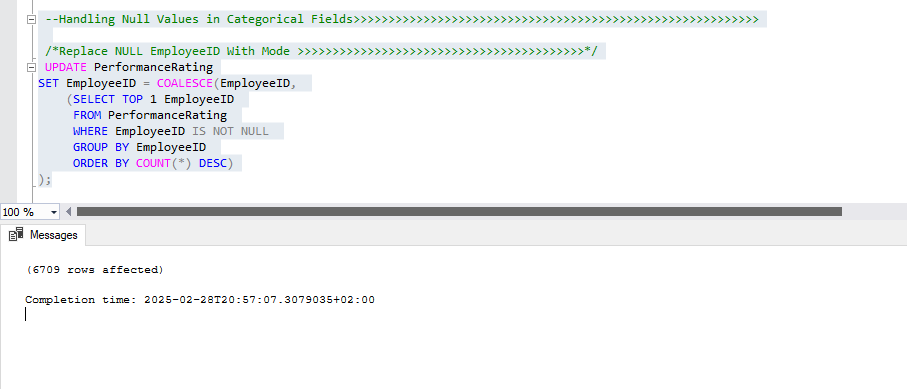 --Handling Null Values in Categorical Fields>>>>>>>>>>>>>>>>>>>>>>>>>>>>>>>>>>>>>>>>>>>>>>>>>>>>>>>>>>
/*Replace NULL EmployeeID With Mode >>>>>>>>>>>>>>>>>>>>>>>>>>>>>>>>>>>>>>>>>*/
UPDATE PerformanceRating
SET EmployeeID = COALESCE(EmployeeID,
(SELECT TOP 1 EmployeeID
FROM PerformanceRating
WHERE EmployeeID IS NOT NULL
GROUP BY EmployeeID
ORDER BY COUNT(*) DESC)
);
100 %
Messages
(6709 rows affected)
Completion time: 2025-02-28T20:57:07.3079035+02:00